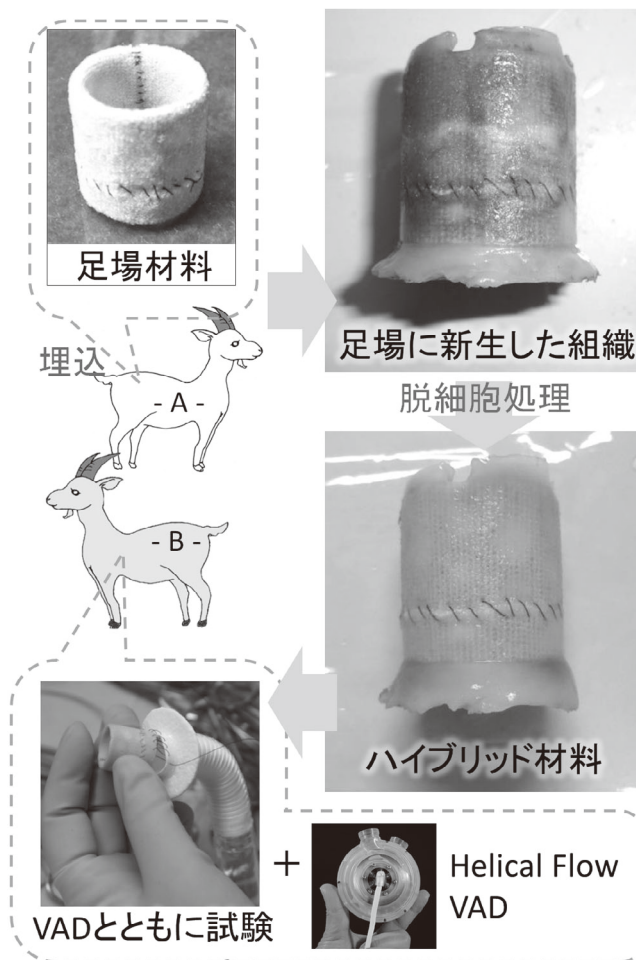 足場材料
足場に新生した組織
埋込
- A -
脱細胞処理
- B -
ハイブリッド材料
VADとともに試験
+
Helical Flow
VAD